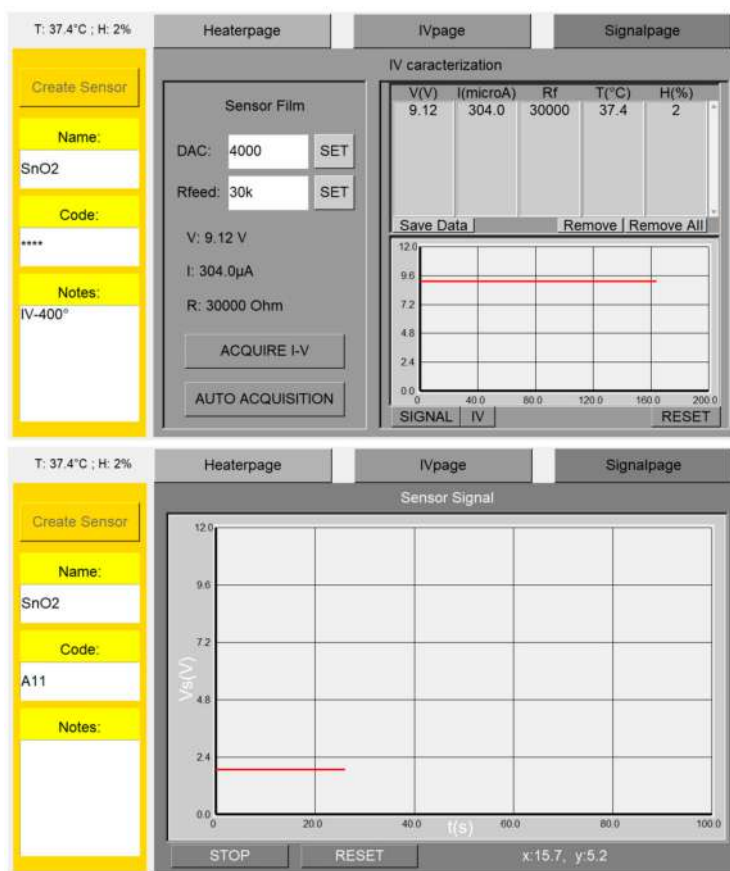 T: 37.4°C ; H: 2%
Heaterpage
IVpage
Signalpage
Create Sensor
Name:
SnO2
Code:
****
Notes:
IV-400°
Sensor Film
DAC: 4000 SET
Rfeed: 30k SET
V: 9.12 V
I: 304.0µA
R: 30000 Ohm
ACQUIRE I-V
AUTO ACQUISITION
IV caracterization
V(V) I(microA) Rf T(°C) H(%)
9.12 304.0 30000 37.4 2
Save Data Remove Remove All
12.0
9.6
7.2
4.8
2.4
0.0
0 40.0 80.0 120.0 160.0 200.0
SIGNAL IV RESET
T: 37.4°C ; H: 2%
Heaterpage
IVpage
Signalpage
Create Sensor
Name:
SnO2
Code:
A11
Notes:
Sensor Signal
12.0
9.6
7.2
4.8
2.4
0.0
Vs(V)
0 20.0 40.0 60.0 80.0 100.0
t(s)
STOP RESET x:15.7, y:5.2